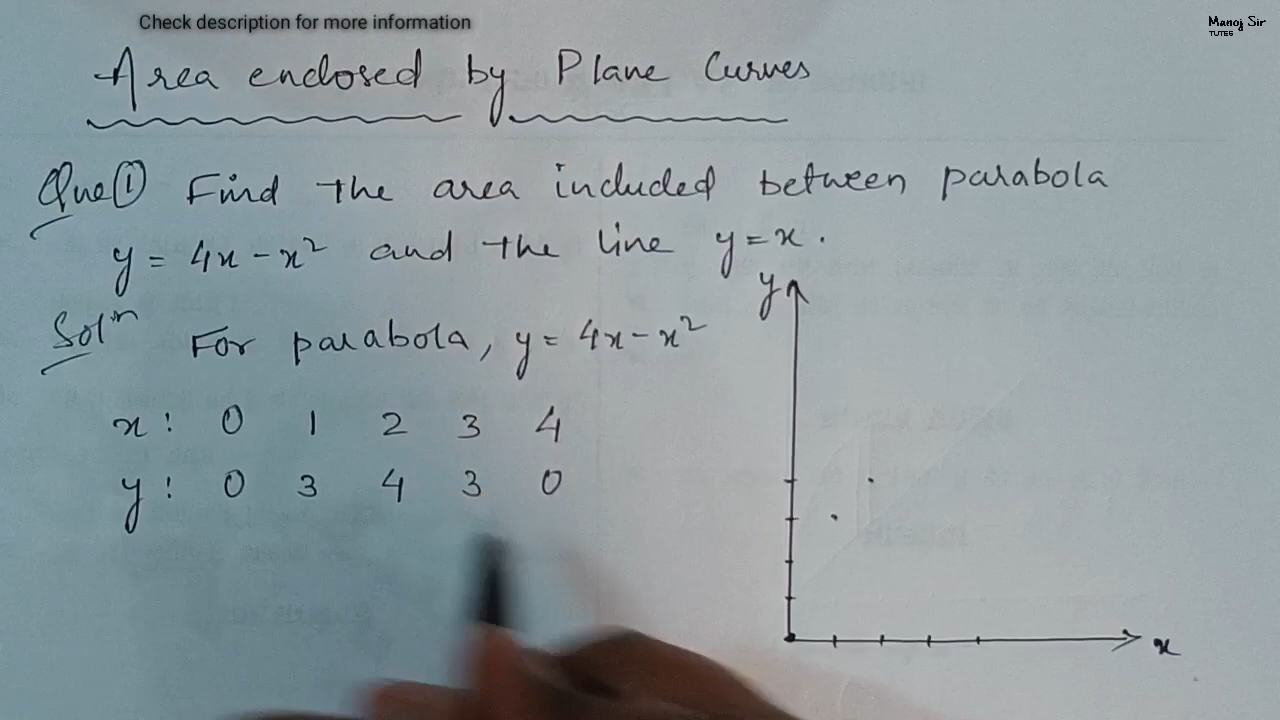 Check description for more information
Manoj Sir
TUTES
Area enclosed by Plane Curves
Que ① Find the area included between parabola
y = 4x - x² and the line y = x .
Solⁿ For parabola, y = 4x - x²
x : 0 1 2 3 4
y : 0 3 4 3 0
y
x